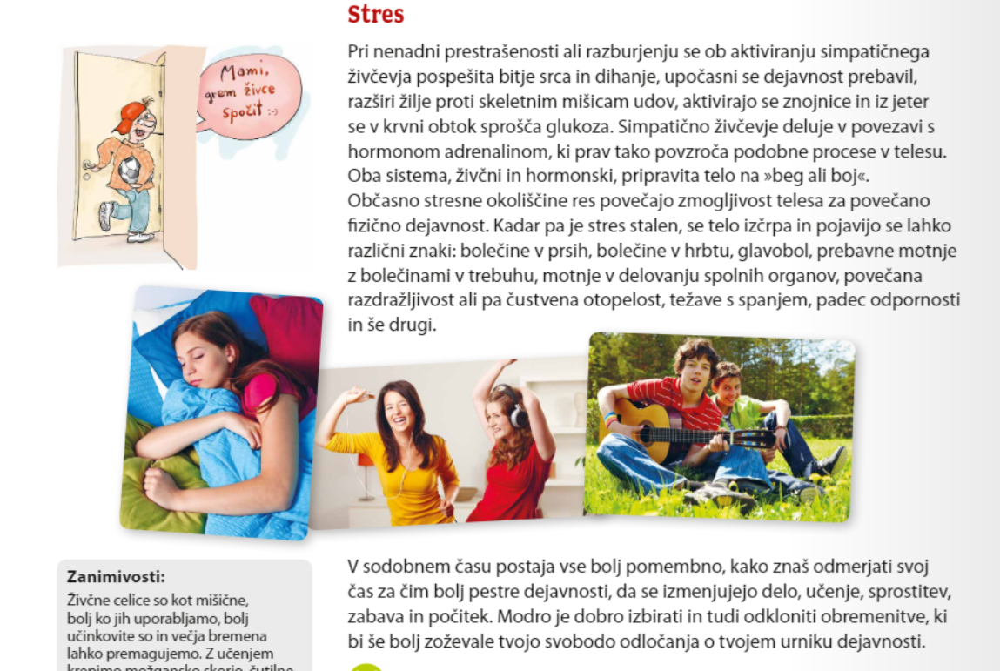 Stres
Mami,
grem živce
spočit :-)
Pri nenadni prestrašenosti ali razburjenju se ob aktiviranju simpatičnega
živčevja pospešita bitje srca in dihanje, upočasni se dejavnost prebavil,
razširi žilje proti skeletnim mišicam udov, aktivirajo se znojnice in iz jeter
se v krvni obtok sprošča glukoza. Simpatično živčevje deluje v povezavi s
hormonom adrenalinom, ki prav tako povzroča podobne procese v telesu.
Oba sistema, živčni in hormonski, pripravita telo na »beg ali boj«.
Občasno stresne okoliščine res povečajo zmogljivost telesa za povečano
fizično dejavnost. Kadar pa je stres stalen, se telo izčrpa in pojavijo se lahko
različni znaki: bolečine v prsih, bolečine v hrbtu, glavobol, prebavne motnje
z bolečinami v trebuhu, motnje v delovanju spolnih organov, povečana
razdražljivost ali pa čustvena otopelost, težave s spanjem, padec odpornosti
in še drugi.
V sodobnem času postaja vse bolj pomembno, kako znaš odmerjati svoj
čas za čim bolj pestre dejavnosti, da se izmenjujejo delo, učenje, sprostitev,
zabava in počitek. Modro je dobro izbirati in tudi odkloniti obremenitve, ki
bi še bolj zoževale tvojo svobodo odločanja o tvojem urniku dejavnosti.
Zanimivosti:
Živčne celice so kot mišične,
bolj ko jih uporabljamo, bolj
učinkovite so in večja bremena
lahko premagujemo. Z učenjem
krepimo možgansko skorjo, čutilne